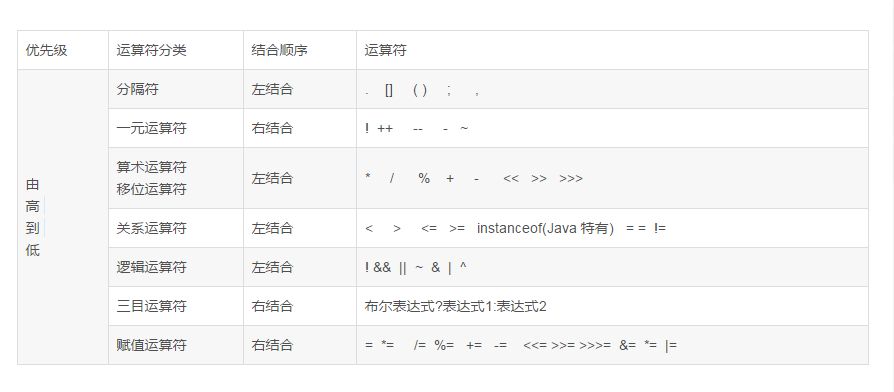 优先级 运算符分类 结合顺序 运算符
由
高
到
低
分隔符 左结合 . [] ( ) ; ,
一元运算符 右结合 ! ++ -- - ~
算术运算符
移位运算符 左结合 * / % + - << >> >>>
关系运算符 左结合 < > <= >= instanceof(Java 特有) = = !=
逻辑运算符 左结合 ! && || ~ & | ^
三目运算符 右结合 布尔表达式?表达式1:表达式2
赋值运算符 右结合 = *= /= %= += -= <<= >>= >>>= &= *= |=